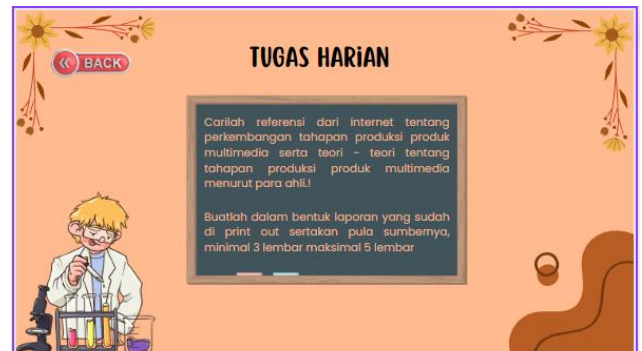 BACK
TUGAS HARIAN
Carilah referensi dari internet tentang
perkembangan tahapan produksi produk
multimedia serta teori - teori tentang
tahapan produksi produk multimedia
menurut para ahli.!
Buatlah dalam bentuk laporan yang sudah
di print out sertakan pula sumbernya,
minimal 3 lembar maksimal 5 lembar